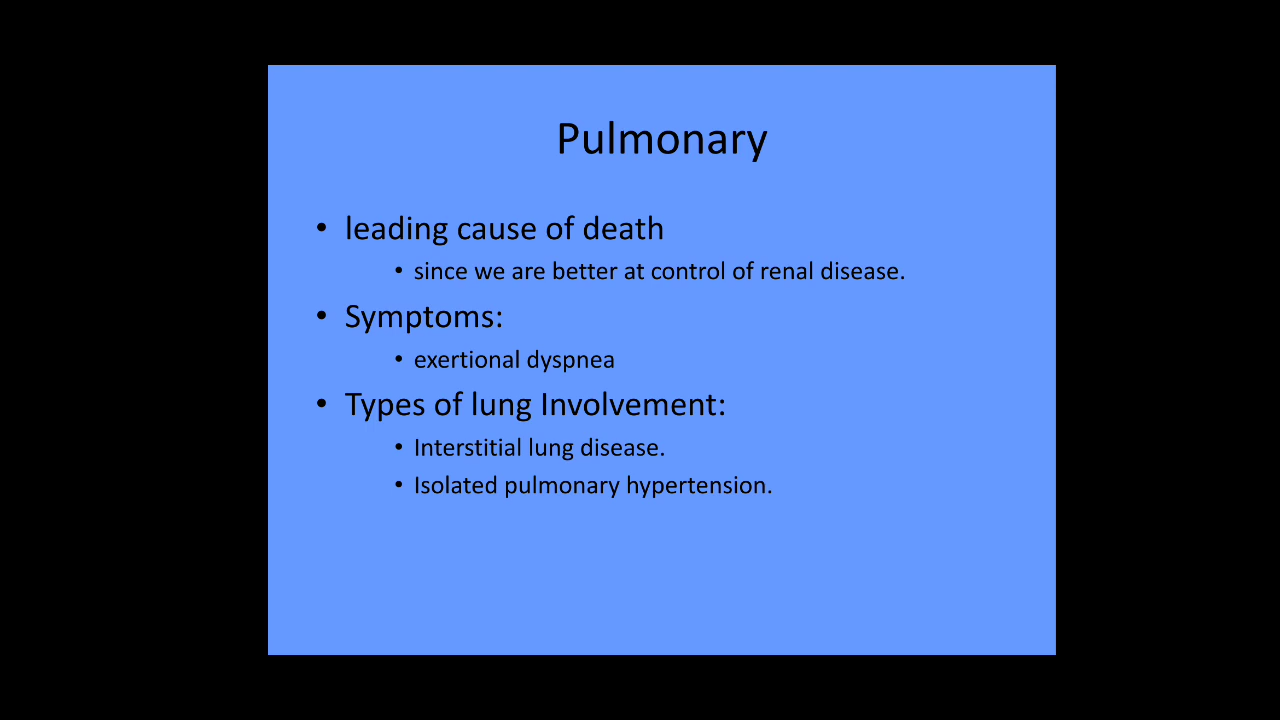 Pulmonary
• leading cause of death
• since we are better at control of renal disease.
• Symptoms:
• exertional dyspnea
• Types of lung Involvement:
• Interstitial lung disease.
• Isolated pulmonary hypertension.